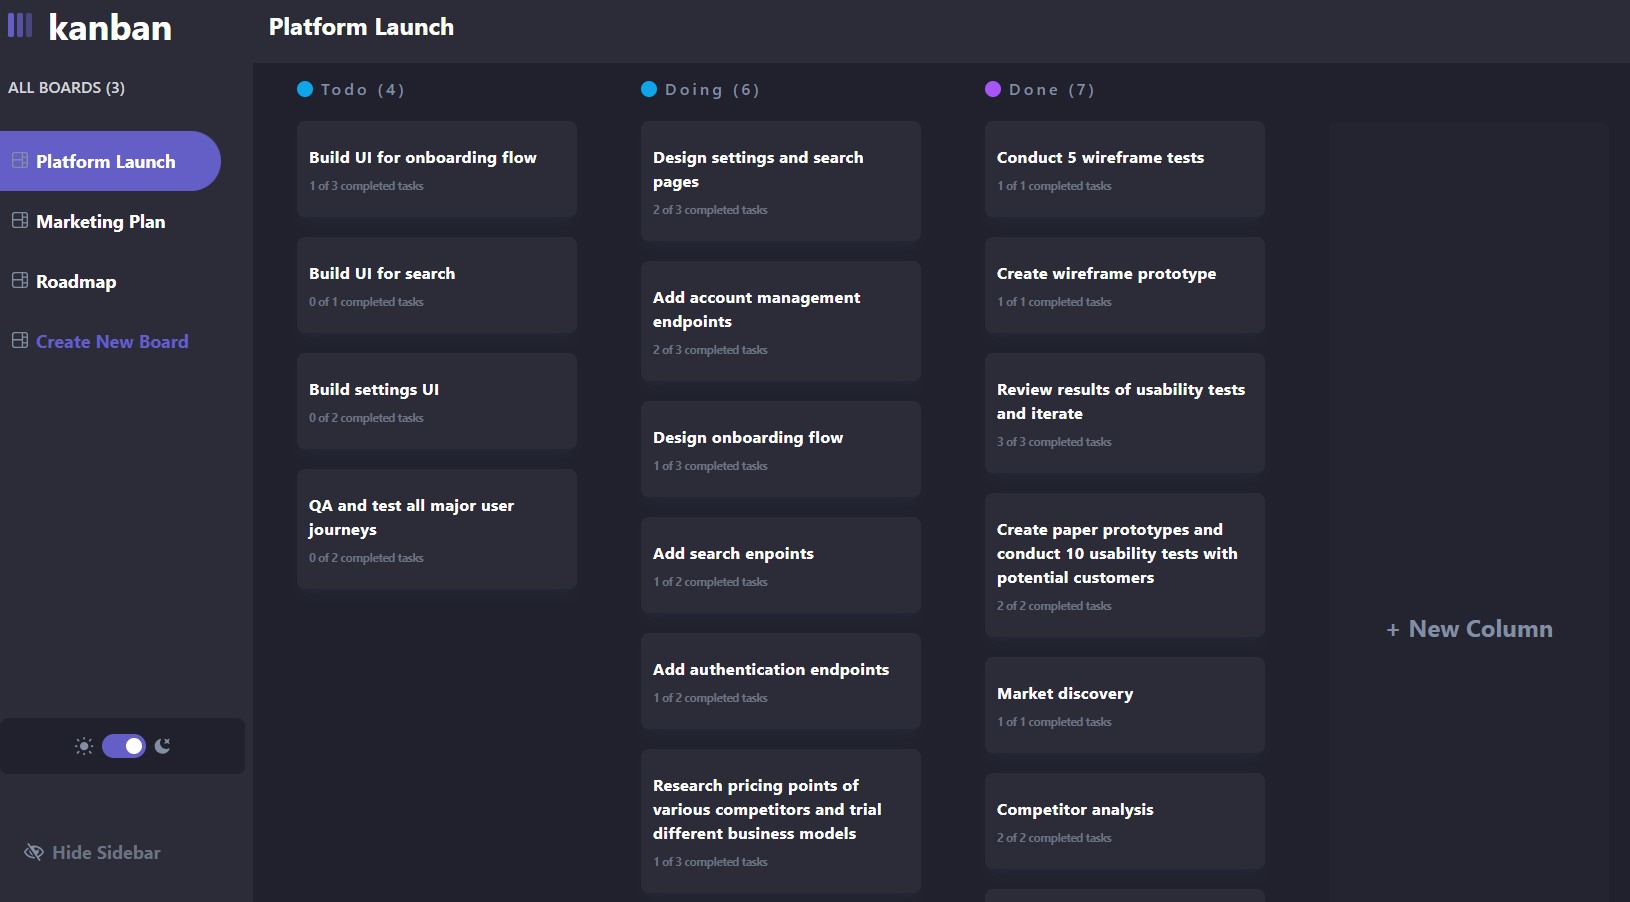 kanban
Platform Launch
ALL BOARDS (3)
Platform Launch
Marketing Plan
Roadmap
Create New Board
Hide Sidebar
Todo (4)
Build UI for onboarding flow
1 of 3 completed tasks
Build UI for search
0 of 1 completed tasks
Build settings UI
0 of 2 completed tasks
QA and test all major user
journeys
0 of 2 completed tasks
Doing (6)
Design settings and search
pages
2 of 3 completed tasks
Add account management
endpoints
2 of 3 completed tasks
Design onboarding flow
1 of 3 completed tasks
Add search enpoints
1 of 2 completed tasks
Add authentication endpoints
1 of 2 completed tasks
Research pricing points of
various competitors and trial
different business models
1 of 3 completed tasks
Done (7)
Conduct 5 wireframe tests
1 of 1 completed tasks
Create wireframe prototype
1 of 1 completed tasks
Review results of usability tests
and iterate
3 of 3 completed tasks
Create paper prototypes and
conduct 10 usability tests with
potential customers
2 of 2 completed tasks
Market discovery
1 of 1 completed tasks
Competitor analysis
2 of 2 completed tasks
+ New Column